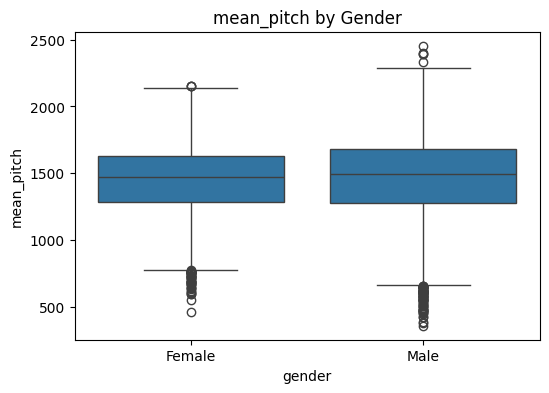 mean_pitch by Gender
2500
2000
1500
1000
500
mean_pitch
Female
Male
gender